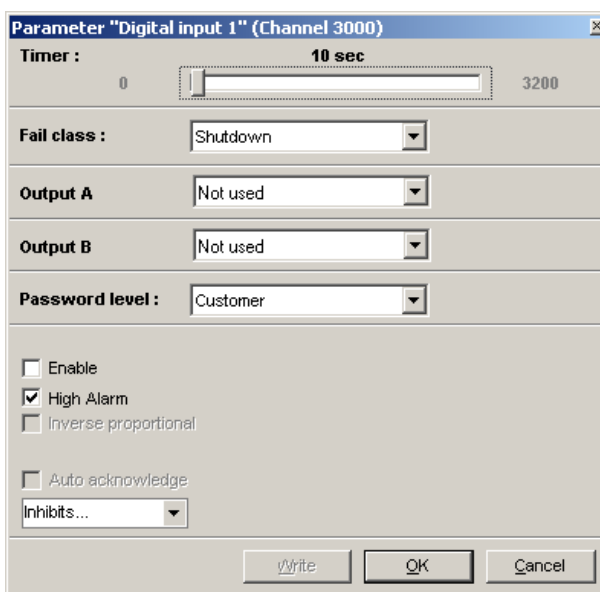 Parameter "Digital input 1" (Channel 3000)
Timer :
10 sec
0
3200
Fail class :
Shutdown
Output A
Not used
Output B
Not used
Password level :
Customer
Enable
High Alarm
Inverse proportional
Auto acknowledge
Inhibits...
Write
OK
Cancel